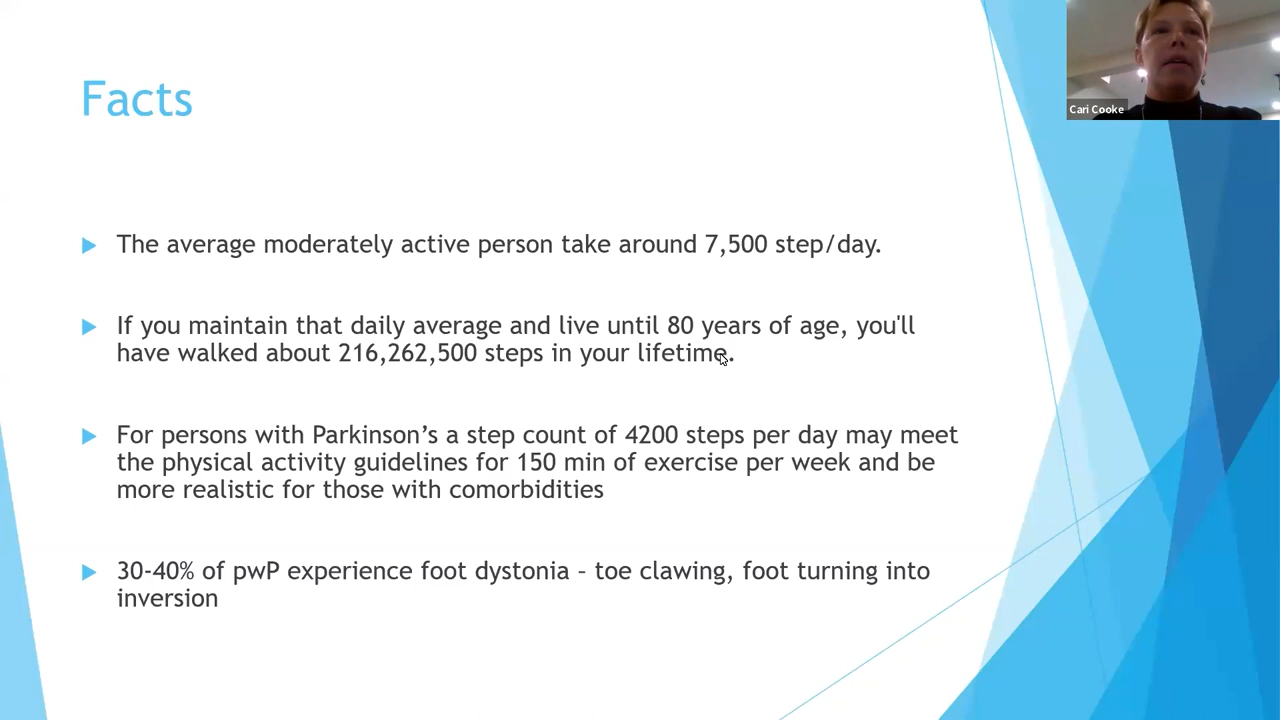 Facts
Cari Cooke
The average moderately active person take around 7,500 step/day.
If you maintain that daily average and live until 80 years of age, you'll
have walked about 216,262,500 steps in your lifetime.
For persons with Parkinson’s a step count of 4200 steps per day may meet
the physical activity guidelines for 150 min of exercise per week and be
more realistic for those with comorbidities
30-40% of pwP experience foot dystonia – toe clawing, foot turning into
inversion